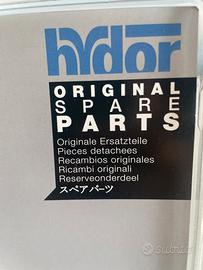 hydor
ORIGINAL
SPARE
PARTS
Originale Ersatzteile
Pieces detachees
Recambios originales
Ricambi originali
Reserveonderdeel
スペアパーツ
subito